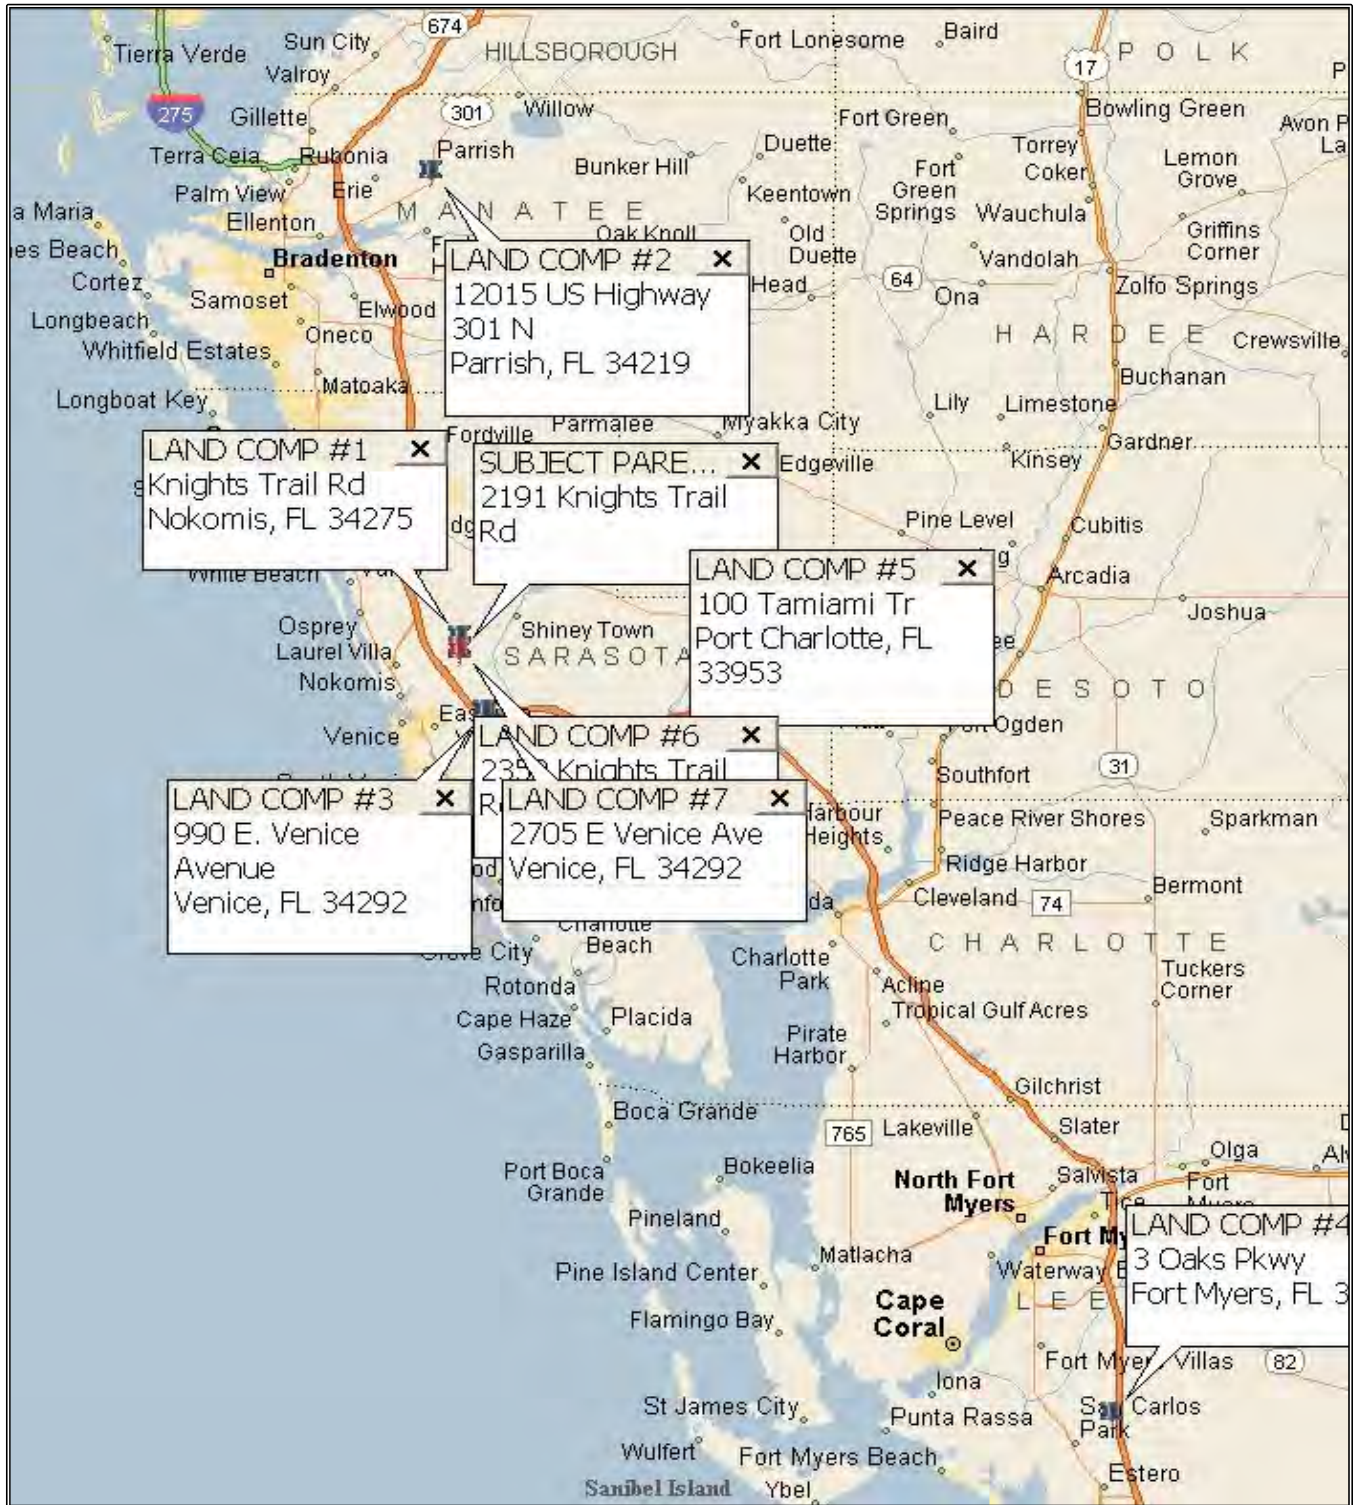 674
Tierra Verde
Sun City
HILLSBOROUGH
Fort Lonesome
Baird
POLK
Valroy
17
275
Gillette
301
Willow
Bowling Green
Fort Green
Avon P
La
Terra Ceia
Rubonia
Parrish
Bunker Hill
Duette
Torrey
Coker
Lemon
Grove
Palm View
Erie
Keentown
Fort
Green
Springs
Wauchula
a Maria
Ellenton
MANATEE
Oak Knoll
Old
Duette
Griffins
Corner
es Beach
Bradenton
Vandolah
Cortez
Samoset
Elwood
Head
64
Ona
Zolfo Springs
LAND COMP #2
12015 US Highway
301 N
Parrish, FL 34219
Longbeach
Oneco
HARDEE
Crewsville
Whitfield Estates
Matoaka
Buchanan
Longboat Key
Lily
Limestone
Fordville
Parmalee
Myakka City
Gardner
Edgeville
Kinsey
LAND COMP #1
Knights Trail Rd
Nokomis, FL 34275
SUBJECT PARE...
2191 Knights Trail
Rd
Pine Level
Cubitis
White Beach
Arcadia
LAND COMP #5
100 Tamiami Tr
Port Charlotte, FL
33953
Joshua
Osprey
Laurel Villa
Shiney Town
SARASOTA
Nokomis
DESOTO
Venice
Ogden
Southfort
31
LAND COMP #6
Knights Trail
LAND COMP #3
990 E. Venice
Avenue
Venice, FL 34292
LAND COMP #7
2705 E Venice Ave
Venice, FL 34292
Harbour
Heights
Peace River Shores
Sparkman
Ridge Harbor
Cleveland
74
Bermont
da
Charlotte
Beach
Grove City
CHARLOTTE
Charlotte
Park
Rotonda
Acline
Tuckers
Corner
Cape Haze
Placida
Tropical Gulf Acres
Gasparilla
Pirate
Harbor
Gilchrist
Boca Grande
765
Lakeville
Slater
Port Boca
Grande
Bokeelia
Olga
Al
North Fort
Myers
Salvista
Tice
Fort
Myers
Pineland
Fort My
LAND COMP #4
3 Oaks Pkwy
Fort Myers, FL 3
Matlacha
Waterway E
Pine Island Center
LEE
Cape
Coral
Flamingo Bay
Fort Myer Villas
82
Iona
St James City
Punta Rassa
San Carlos
Park
Wulfert
Fort Myers Beach
Estero
Sanibel Island
Ybel